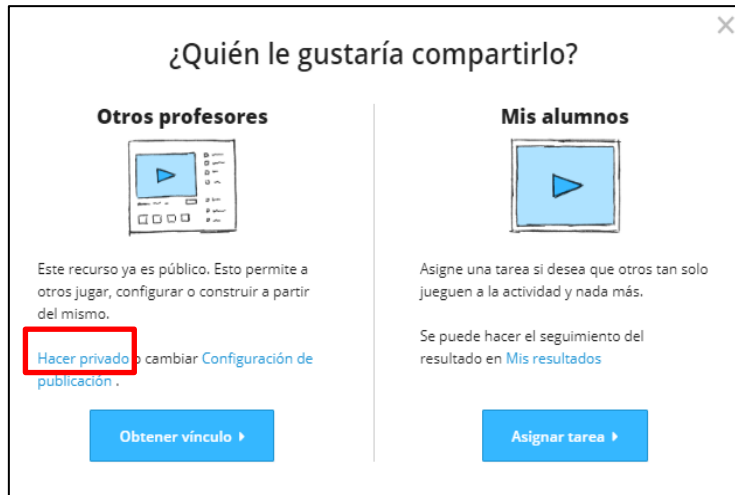 ¿Quién le gustaría compartirlo?
Otros profesores
Este recurso ya es público. Esto permite a
otros jugar, configurar o construir a partir
del mismo.
Hacer privado o cambiar Configuración de
publicación .
Obtener vínculo
Mis alumnos
Asigne una tarea si desea que otros tan solo
jueguen a la actividad y nada más.
Se puede hacer el seguimiento del
resultado en Mis resultados
Asignar tarea